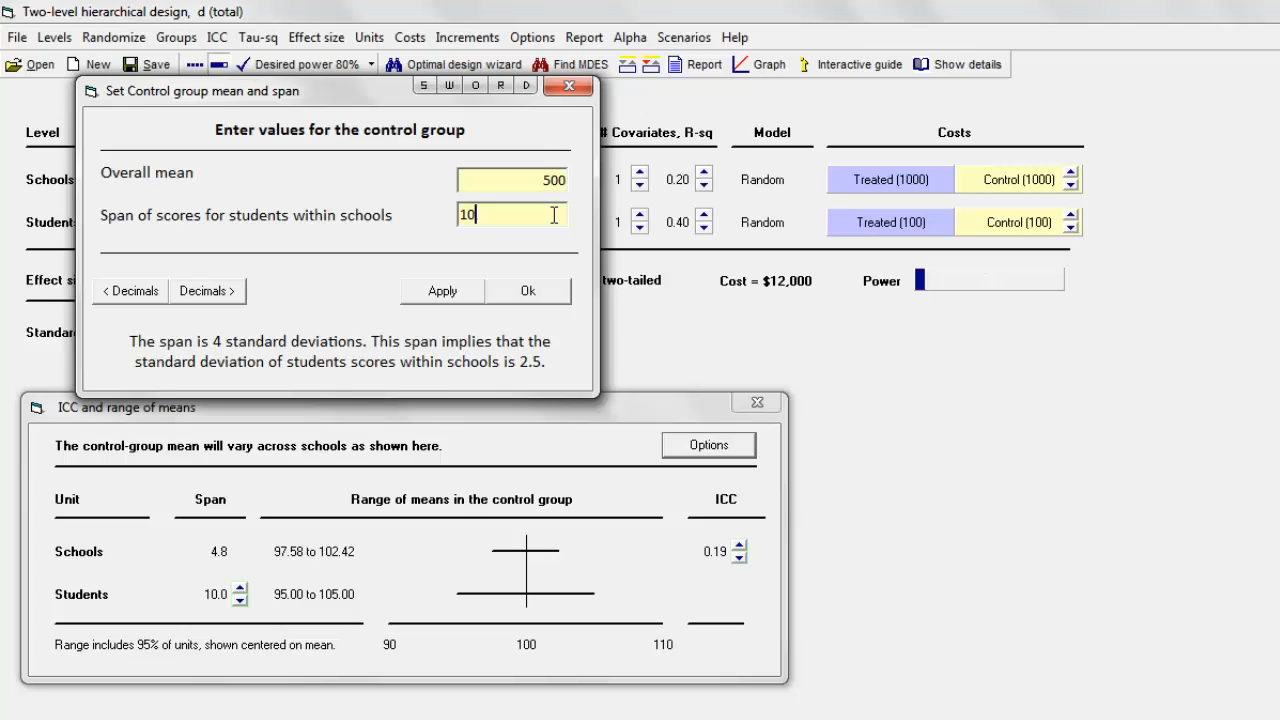 Two-level hierarchical design, d (total)
File Levels Randomize Groups ICC Tau-sq Effect size Units Costs Increments Options Report Alpha Scenarios Help
Open New Save Desired power 80% Optimal design wizard Find MDES Report Graph Interactive guide Show details
Set Control group mean and span S W O R D
Enter values for the control group
Level # Covariates, R-sq Model Costs
Overall mean 500
Schools 1 0.20 Random Treated (1000) Control (1000)
Span of scores for students within schools 10
Students 1 0.40 Random Treated (100) Control (100)
Effect si two-tailed Cost = $12,000 Power
< Decimals Decimals > Apply Ok
Standar
The span is 4 standard deviations. This span implies that the
standard deviation of students scores within schools is 2.5.
ICC and range of means
The control-group mean will vary across schools as shown here. Options
Unit Span Range of means in the control group ICC
Schools 4.8 97.58 to 102.42 0.19
Students 10.0 95.00 to 105.00
Range includes 95% of units, shown centered on mean. 90 100 110